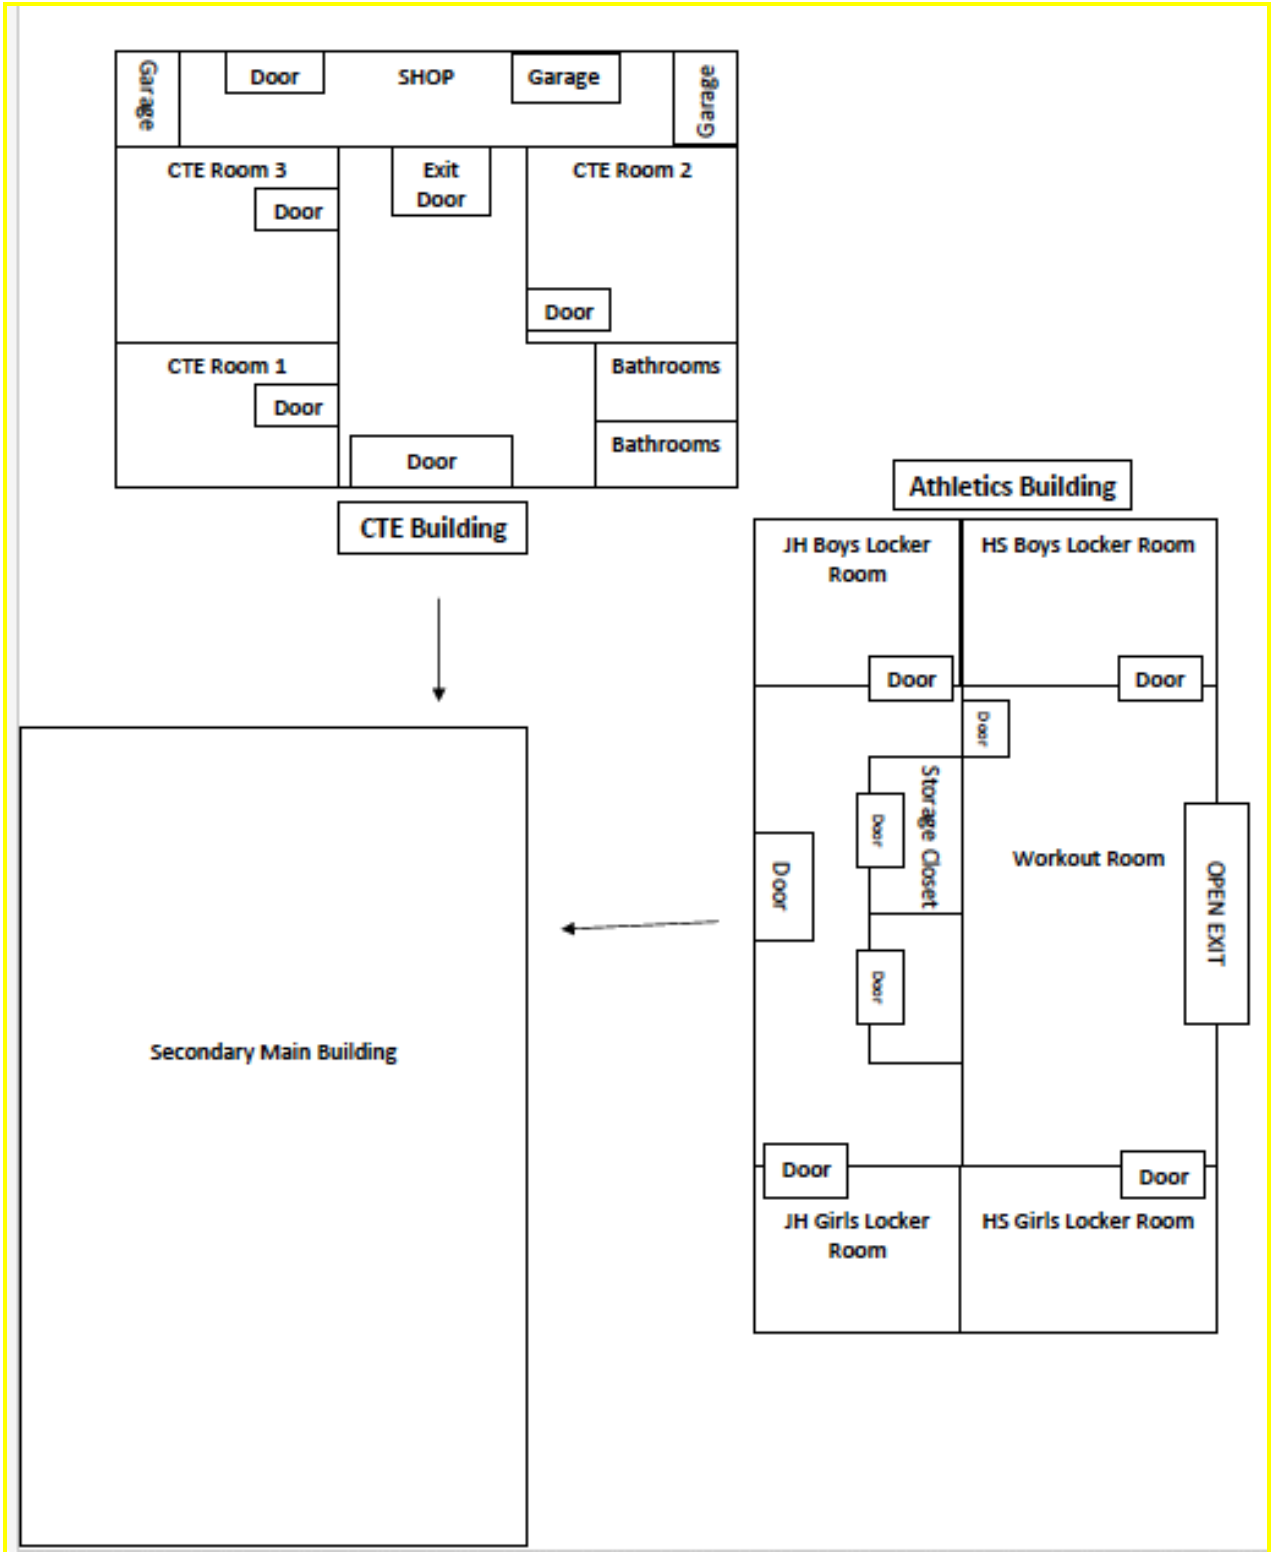 Garage
Door
SHOP
Garage
Garage
CTE Room 3
Exit
Door
CTE Room 2
Door
Door
CTE Room 1
Bathrooms
Door
Bathrooms
Door
CTE Building
Athletics Building
JH Boys Locker
Room
HS Boys Locker Room
Door
Door
Door
Storage Closet
Door
Workout Room
Door
OPEN EXIT
Door
Secondary Main Building
Door
Door
JH Girls Locker
Room
HS Girls Locker Room